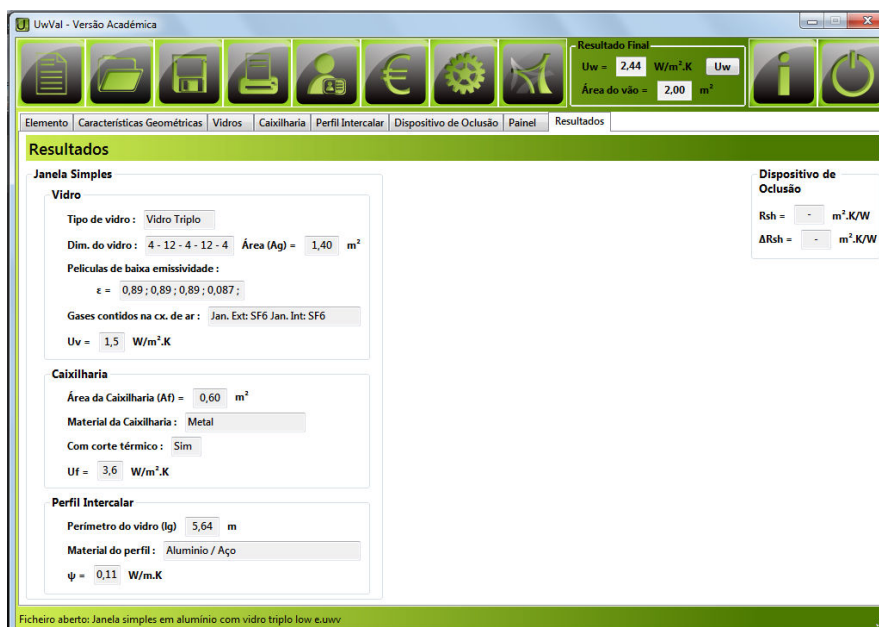 UwVal - Versão Académica
Resultado Final
Uw = 2,44 W/m².K Uw
Área do vão = 2,00 m²
Elemento Características Geométricas Vidros Caixilharia Perfil Intercalar Dispositivo de Oclusão Painel Resultados
Resultados
Janela Simples
Vidro
Tipo de vidro : Vidro Triplo
Dim. do vidro : 4 - 12 - 4 - 12 - 4 Área (Ag) = 1,40 m²
Peliculas de baixa emissividade :
ε = 0,89 ; 0,89 ; 0,89 ; 0,087 ;
Gases contidos na cx. de ar : Jan. Ext: SF6 Jan. Int: SF6
Uv = 1,5 W/m².K
Caixilharia
Área da Caixilharia (Af) = 0,60 m²
Material da Caixilharia : Metal
Com corte térmico : Sim
Uf = 3,6 W/m².K
Perfil Intercalar
Perímetro do vidro (lg) 5,64 m
Material do perfil : Aluminio / Aço
ψ = 0,11 W/m.K
Dispositivo de
Oclusão
Rsh = - m².K/W
ΔRsh = - m².K/W
Ficheiro aberto: Janela simples em alumínio com vidro triplo low e.uwv